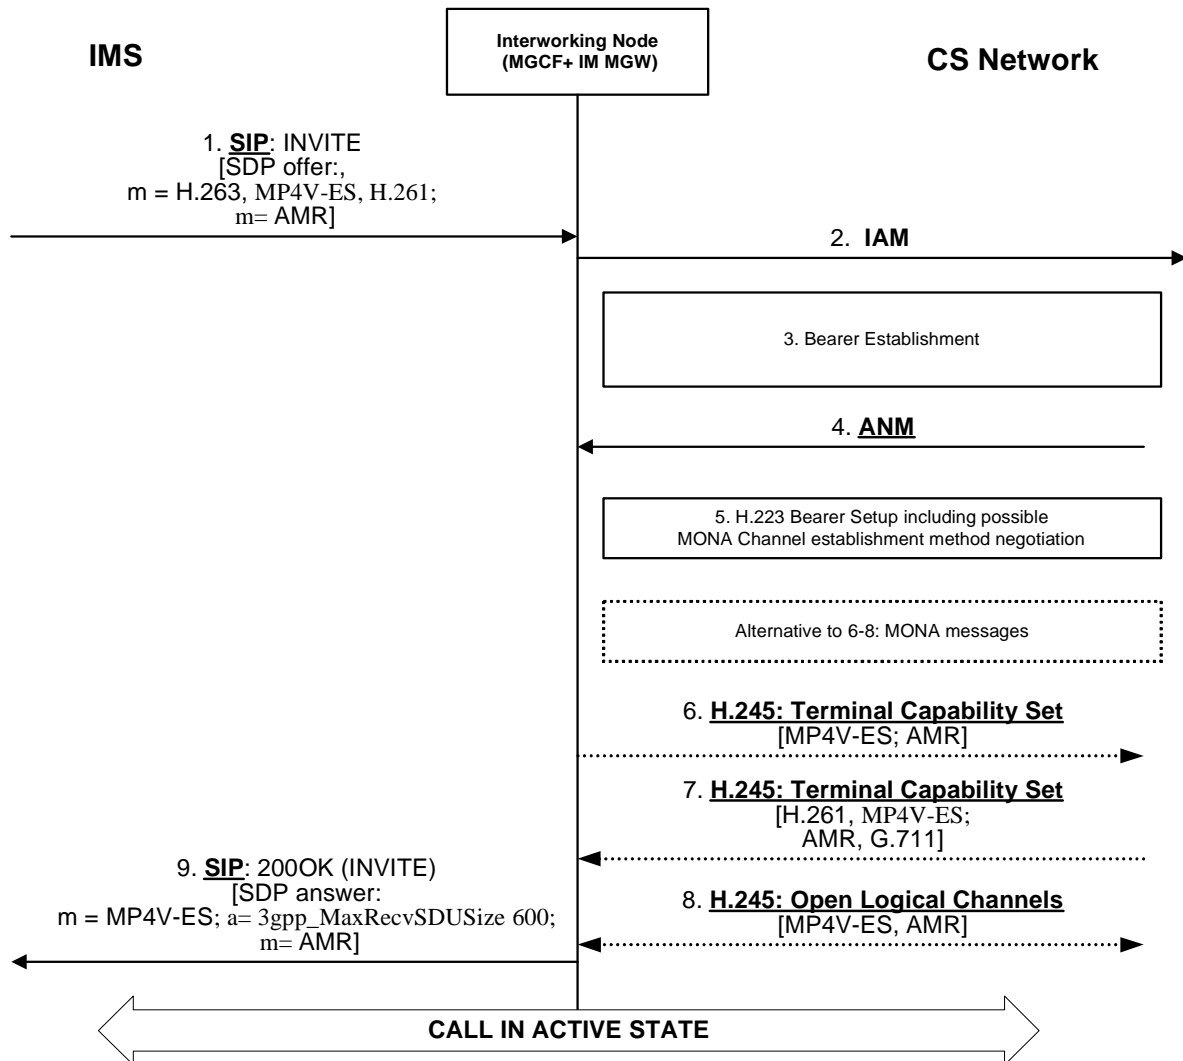 IMS
Interworking Node
(MGCF+ IM MGW)
CS Network
1. SIP: INVITE
[SDP offer:,
m = H.263, MP4V-ES, H.261;
m= AMR]
2. IAM
3. Bearer Establishment
4. ANM
5. H.223 Bearer Setup including possible
MONA Channel establishment method negotiation
Alternative to 6-8: MONA messages
6. H.245: Terminal Capability Set
[MP4V-ES; AMR]
7. H.245: Terminal Capability Set
[H.261, MP4V-ES;
AMR, G.711]
8. H.245: Open Logical Channels
[MP4V-ES, AMR]
9. SIP: 200OK (INVITE)
[SDP answer:
m = MP4V-ES; a= 3gpp_MaxRecvSDUSize 600;
m= AMR]
CALL IN ACTIVE STATE